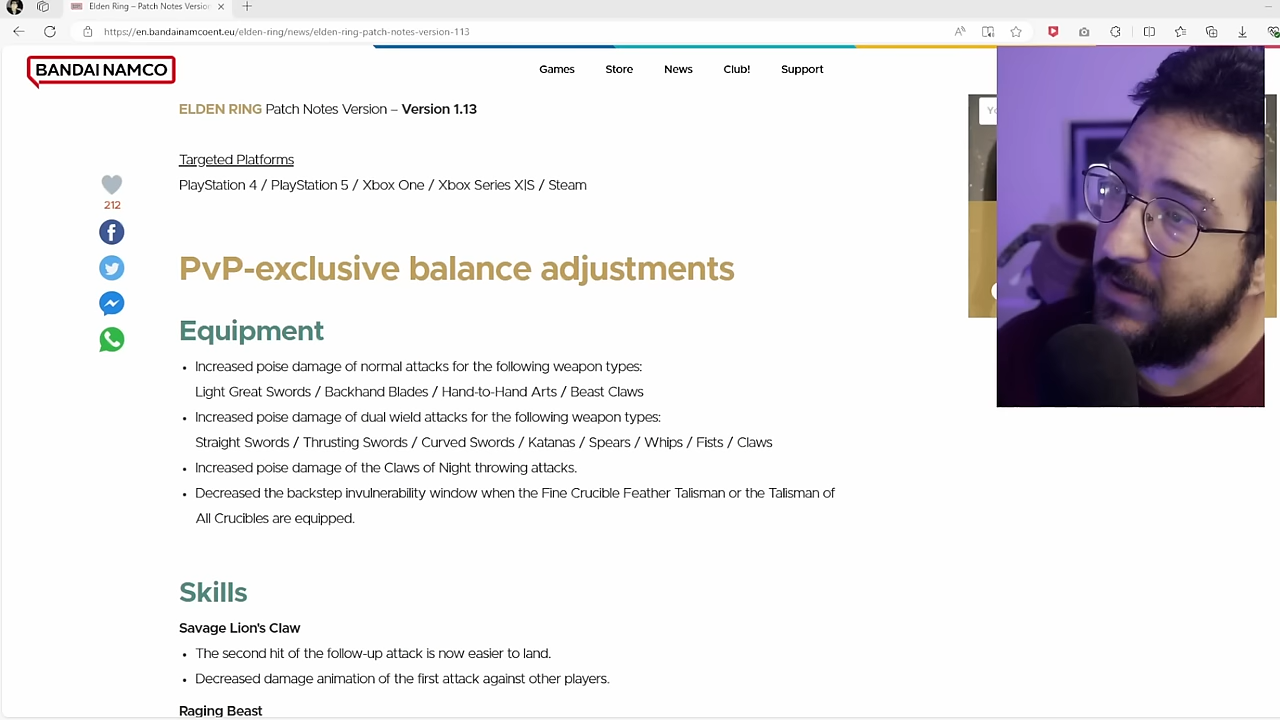 Elden Ring – Patch Notes Version
https://en.bandainamcoent.eu/elden-ring/news/elden-ring-patch-notes-version-113
BANDAI NAMCO
Games
Store
News
Club!
Support
ELDEN RING Patch Notes Version – Version 1.13
Targeted Platforms
PlayStation 4 / PlayStation 5 / Xbox One / Xbox Series X|S / Steam
212
PvP-exclusive balance adjustments
Equipment
• Increased poise damage of normal attacks for the following weapon types:
Light Great Swords / Backhand Blades / Hand-to-Hand Arts / Beast Claws
• Increased poise damage of dual wield attacks for the following weapon types:
Straight Swords / Thrusting Swords / Curved Swords / Katanas / Spears / Whips / Fists / Claws
• Increased poise damage of the Claws of Night throwing attacks.
• Decreased the backstep invulnerability window when the Fine Crucible Feather Talisman or the Talisman of
All Crucibles are equipped.
Skills
Savage Lion's Claw
• The second hit of the follow-up attack is now easier to land.
• Decreased damage animation of the first attack against other players.
Raging Beast